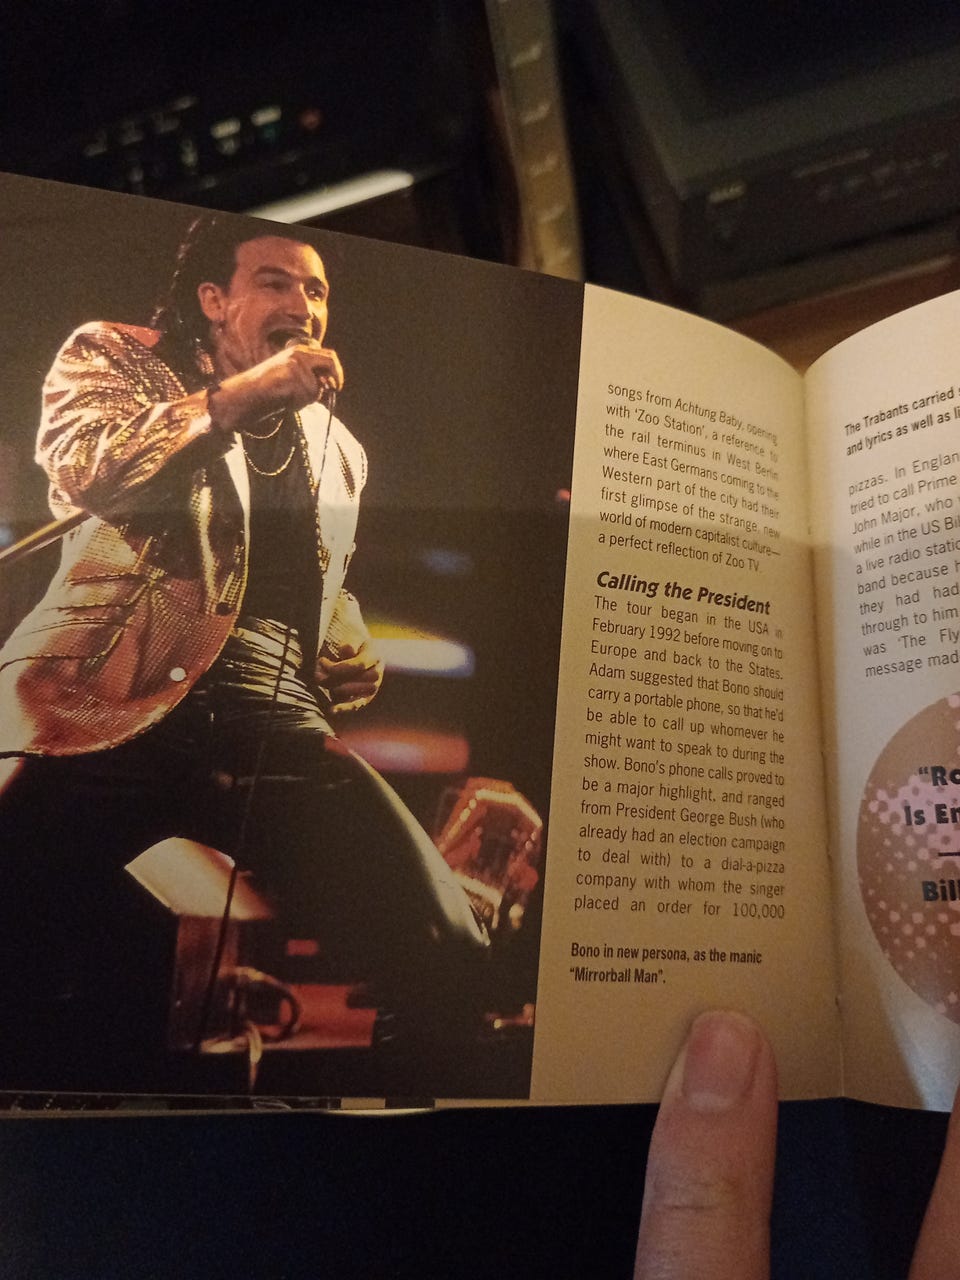 songs from Achtung Baby, opening
with 'Zoo Station', a reference to
the rail terminus in West Berlin
where East Germans coming to the
Western part of the city had their
first glimpse of the strange, new
world of modern capitalist culture—
a perfect reflection of Zoo TV.
Calling the President
The tour began in the USA in
February 1992 before moving on to
Europe and back to the States.
Adam suggested that Bono should
carry a portable phone, so that he'd
be able to call up whomever he
might want to speak to during the
show. Bono's phone calls proved to
be a major highlight, and ranged
from President George Bush (who
already had an election campaign
to deal with) to a dial-a-pizza
company with whom the singer
placed an order for 100,000
Bono in new persona, as the manic
"Mirrorball Man".
The Trabants carried
and lyrics as well as
pizzas. In
tried to call Prime
John Major, who
while in the US
a live radio
band because
they had had
through to him
was 'The Fly
message made
"Ro
Is
—
Bill